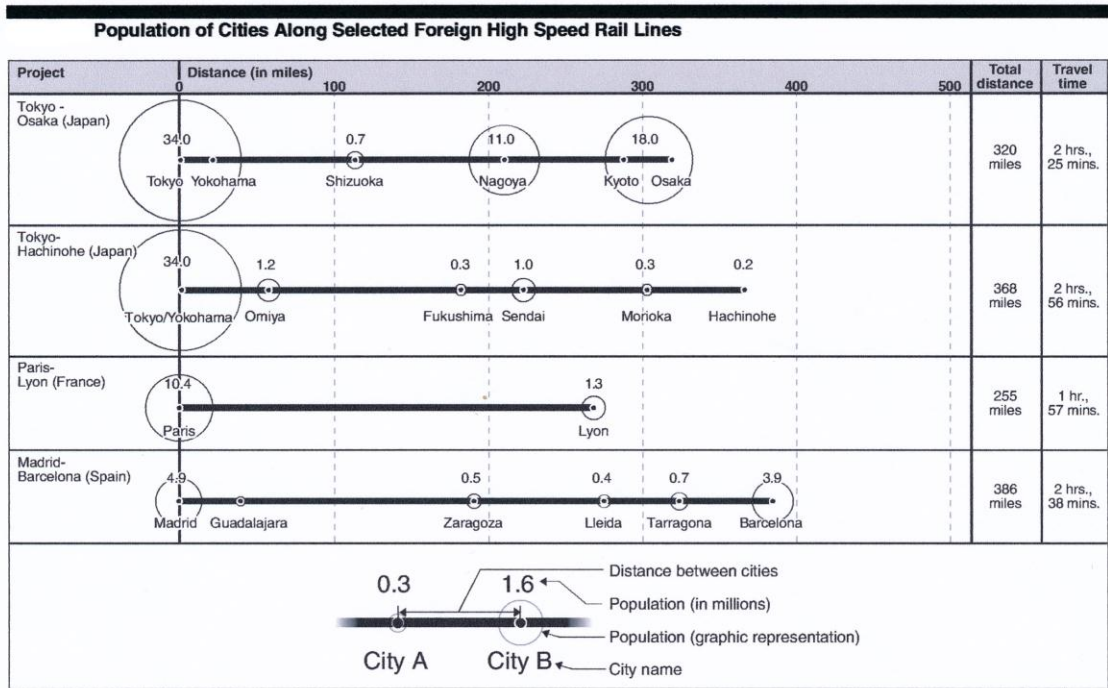 Population of Cities Along Selected Foreign High Speed Rail Lines
Project
Distance (in miles)
0 100 200 300 400 500
Total distance
Travel time
Tokyo -
Osaka (Japan)
34.0 0.7 11.0 18.0
Tokyo Yokohama Shizuoka Nagoya Kyoto Osaka
320
miles
2 hrs.,
25 mins.
Tokyo-
Hachinohe (Japan)
34.0 1.2 0.3 1.0 0.3 0.2
Tokyo/Yokohama Omiya Fukushima Sendai Morioka Hachinohe
368
miles
2 hrs.,
56 mins.
Paris-
Lyon (France)
10.4 1.3
Paris Lyon
255
miles
1 hr.,
57 mins.
Madrid-
Barcelona (Spain)
4.9 0.5 0.4 0.7 3.9
Madrid Guadalajara Zaragoza Lleida Tarragona Barcelona
386
miles
2 hrs.,
38 mins.
0.3 1.6
City A City B
Distance between cities
Population (in millions)
Population (graphic representation)
City name